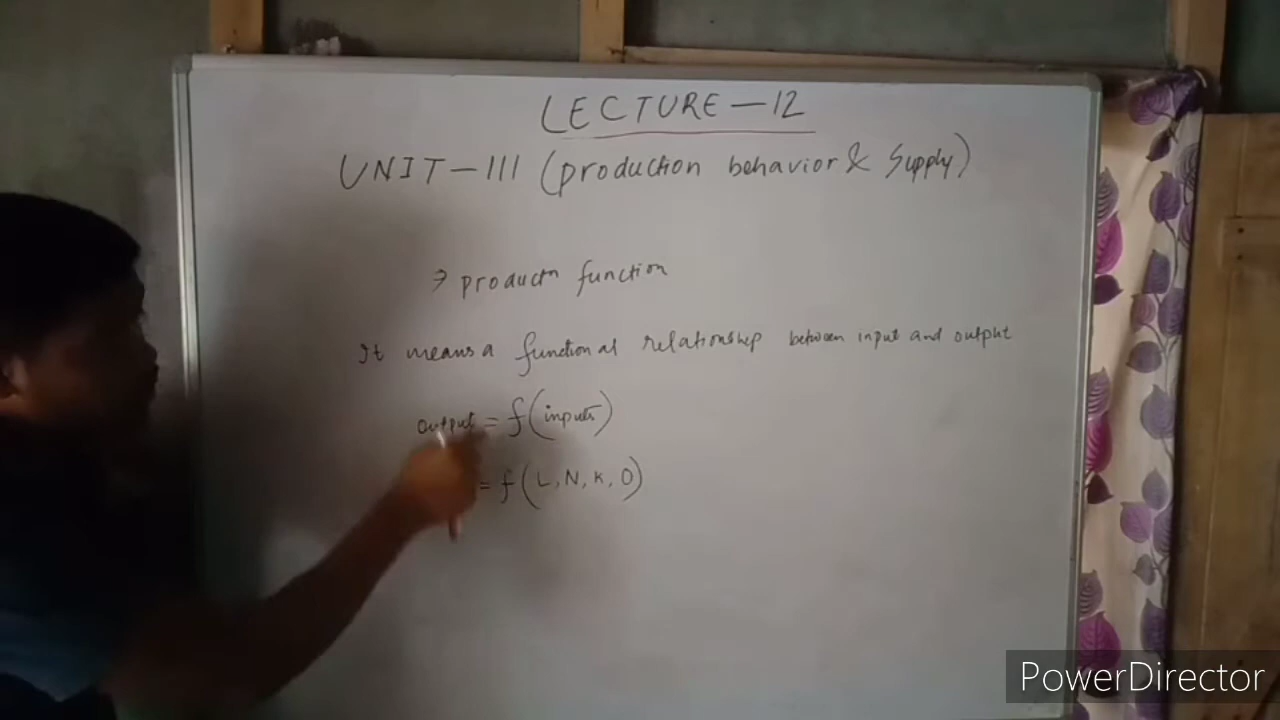 LECTURE-12
UNIT-III (production behavior & Supply)
→ productn function
It means a functional relationship between input and output
output = f(inputs)
= f(L, N, K, O)
PowerDirector